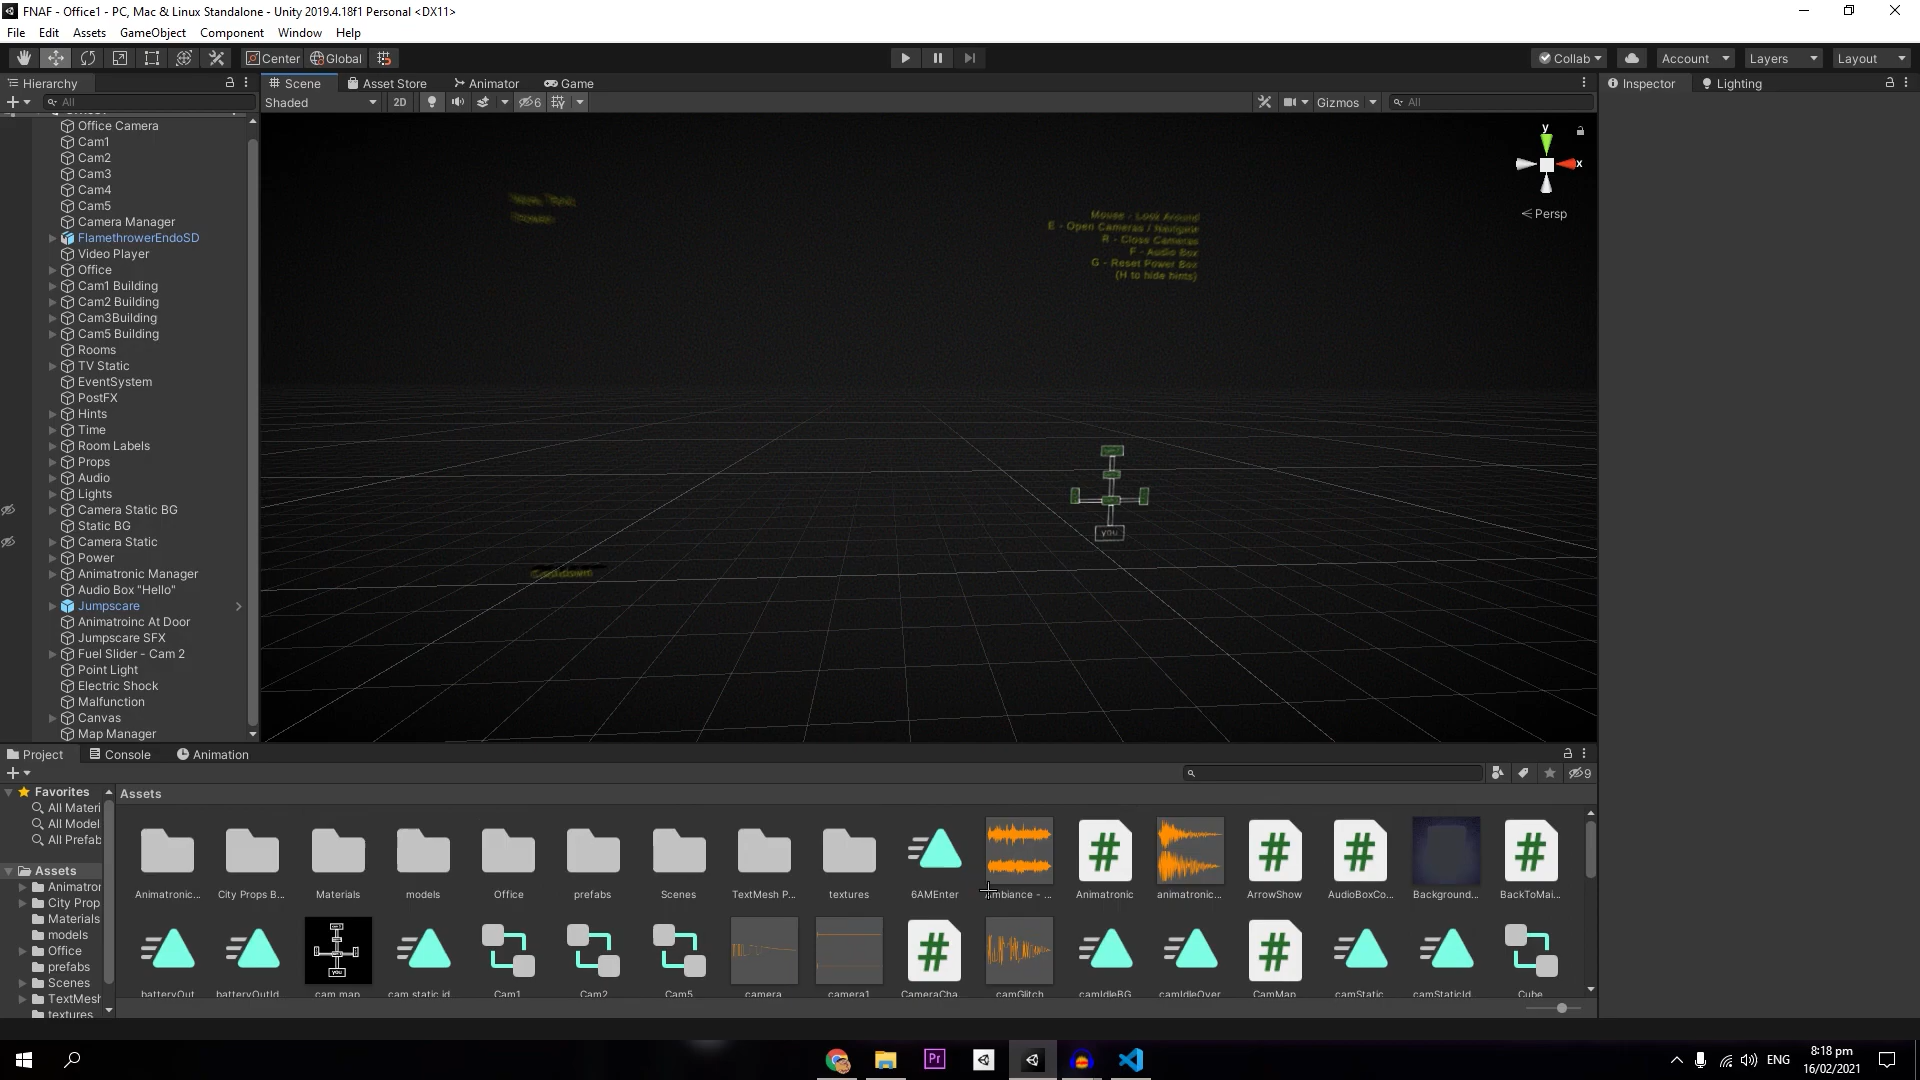 FNAF - Office1 - PC, Mac & Linux Standalone - Unity 2019.4.18f1 Personal <DX11>
File Edit Assets GameObject Component Window Help
Center Global Collab Account Layers Layout
Hierarchy Scene Asset Store Animator Game Inspector Lighting
All Shaded 2D 6 Gizmos All
Office Camera
Cam1
Cam2
Cam3
Cam4
Cam5
Camera Manager
FlamethrowerEndoSD
Video Player
Office
Cam1 Building
Cam2 Building
Cam3Building
Cam5 Building
Rooms
TV Static
EventSystem
PostFX
Hints
Time
Room Labels
Props
Audio
Lights
Camera Static BG
Static BG
Camera Static
Power
Animatronic Manager
Audio Box "Hello"
Jumpscare
Animatroinc At Door
Jumpscare SFX
Fuel Slider - Cam 2
Point Light
Electric Shock
Malfunction
Canvas
Map Manager
y
x
Persp
Mouse - Look Around
E - Open Cameras / Navigate
R - Close Cameras
F - Audio Box
G - Reset Power Box
(H to hide hints)
you
Project Console Animation
9
Favorites
All Materi
All Model
All Prefab
Assets
Animatror
City Prop
Materials
models
Office
prefabs
Scenes
TextMesh
textures
Assets
Animatronic... City Props B... Materials models Office prefabs Scenes TextMesh P... textures 6AMEnter Ambiance - ... Animatronic animatronic... ArrowShow AudioBoxCo... Background... BackToMai...
you
batteryOut batteryOutId cam map cam static id Cam1 Cam2 Cam5 camera camera1 CameraCha camGlitch camIdleBG camIdleOver CamMap camStatic camStaticId Cube
Pr
ENG
8:18 pm
16/02/2021